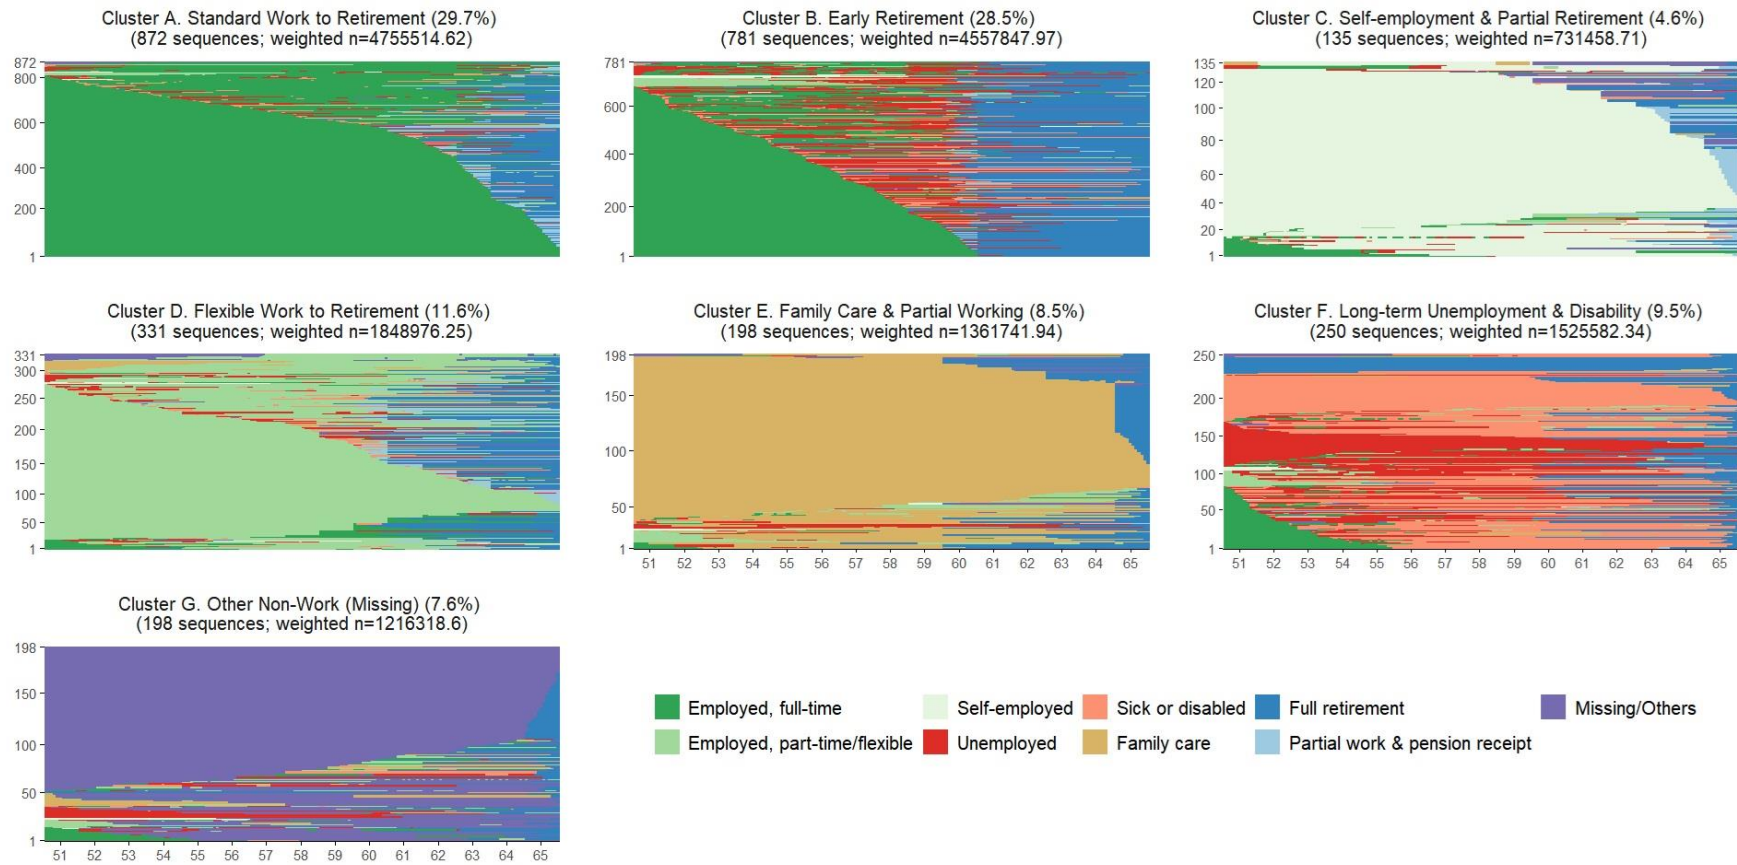 Cluster A. Standard Work to Retirement (29.7%)
(872 sequences; weighted n=4755514.62)
872
800
600
400
200
1
Cluster B. Early Retirement (28.5%)
(781 sequences; weighted n=4557847.97)
781
600
400
200
1
Cluster C. Self-employment & Partial Retirement (4.6%)
(135 sequences; weighted n=731458.71)
135
120
100
80
60
40
20
1
Cluster D. Flexible Work to Retirement (11.6%)
(331 sequences; weighted n=1848976.25)
331
300
250
200
150
100
50
1
Cluster E. Family Care & Partial Working (8.5%)
(198 sequences; weighted n=1361741.94)
198
150
100
50
1
51 52 53 54 55 56 57 58 59 60 61 62 63 64 65
Cluster F. Long-term Unemployment & Disability (9.5%)
(250 sequences; weighted n=1525582.34)
250
200
150
100
50
1
51 52 53 54 55 56 57 58 59 60 61 62 63 64 65
Cluster G. Other Non-Work (Missing) (7.6%)
(198 sequences; weighted n=1216318.6)
198
150
100
50
1
51 52 53 54 55 56 57 58 59 60 61 62 63 64 65
Employed, full-time
Self-employed
Sick or disabled
Full retirement
Missing/Others
Employed, part-time/flexible
Unemployed
Family care
Partial work & pension receipt